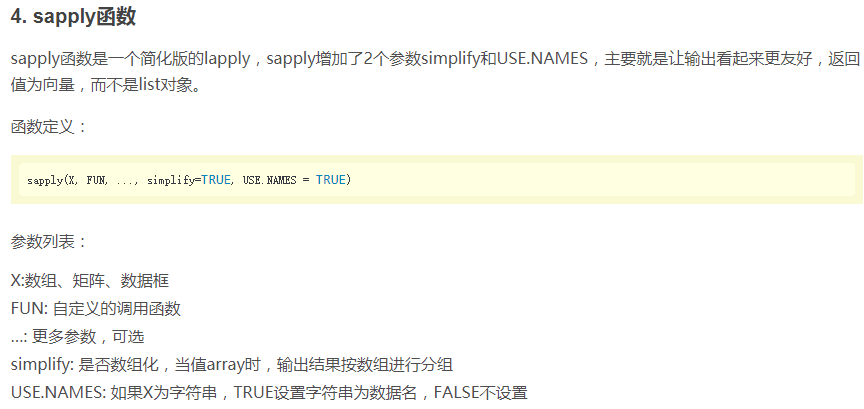 4. sapply函数
sapply函数是一个简化版的lapply，sapply增加了2个参数simplify和USE.NAMES，主要就是让输出看起来更友好，返回
值为向量，而不是list对象。
函数定义：
sapply(X, FUN, ..., simplify=TRUE, USE.NAMES = TRUE)
参数列表：
X:数组、矩阵、数据框
FUN: 自定义的调用函数
…: 更多参数，可选
simplify: 是否数组化，当值array时，输出结果按数组进行分组
USE.NAMES: 如果X为字符串，TRUE设置字符串为数据名，FALSE不设置